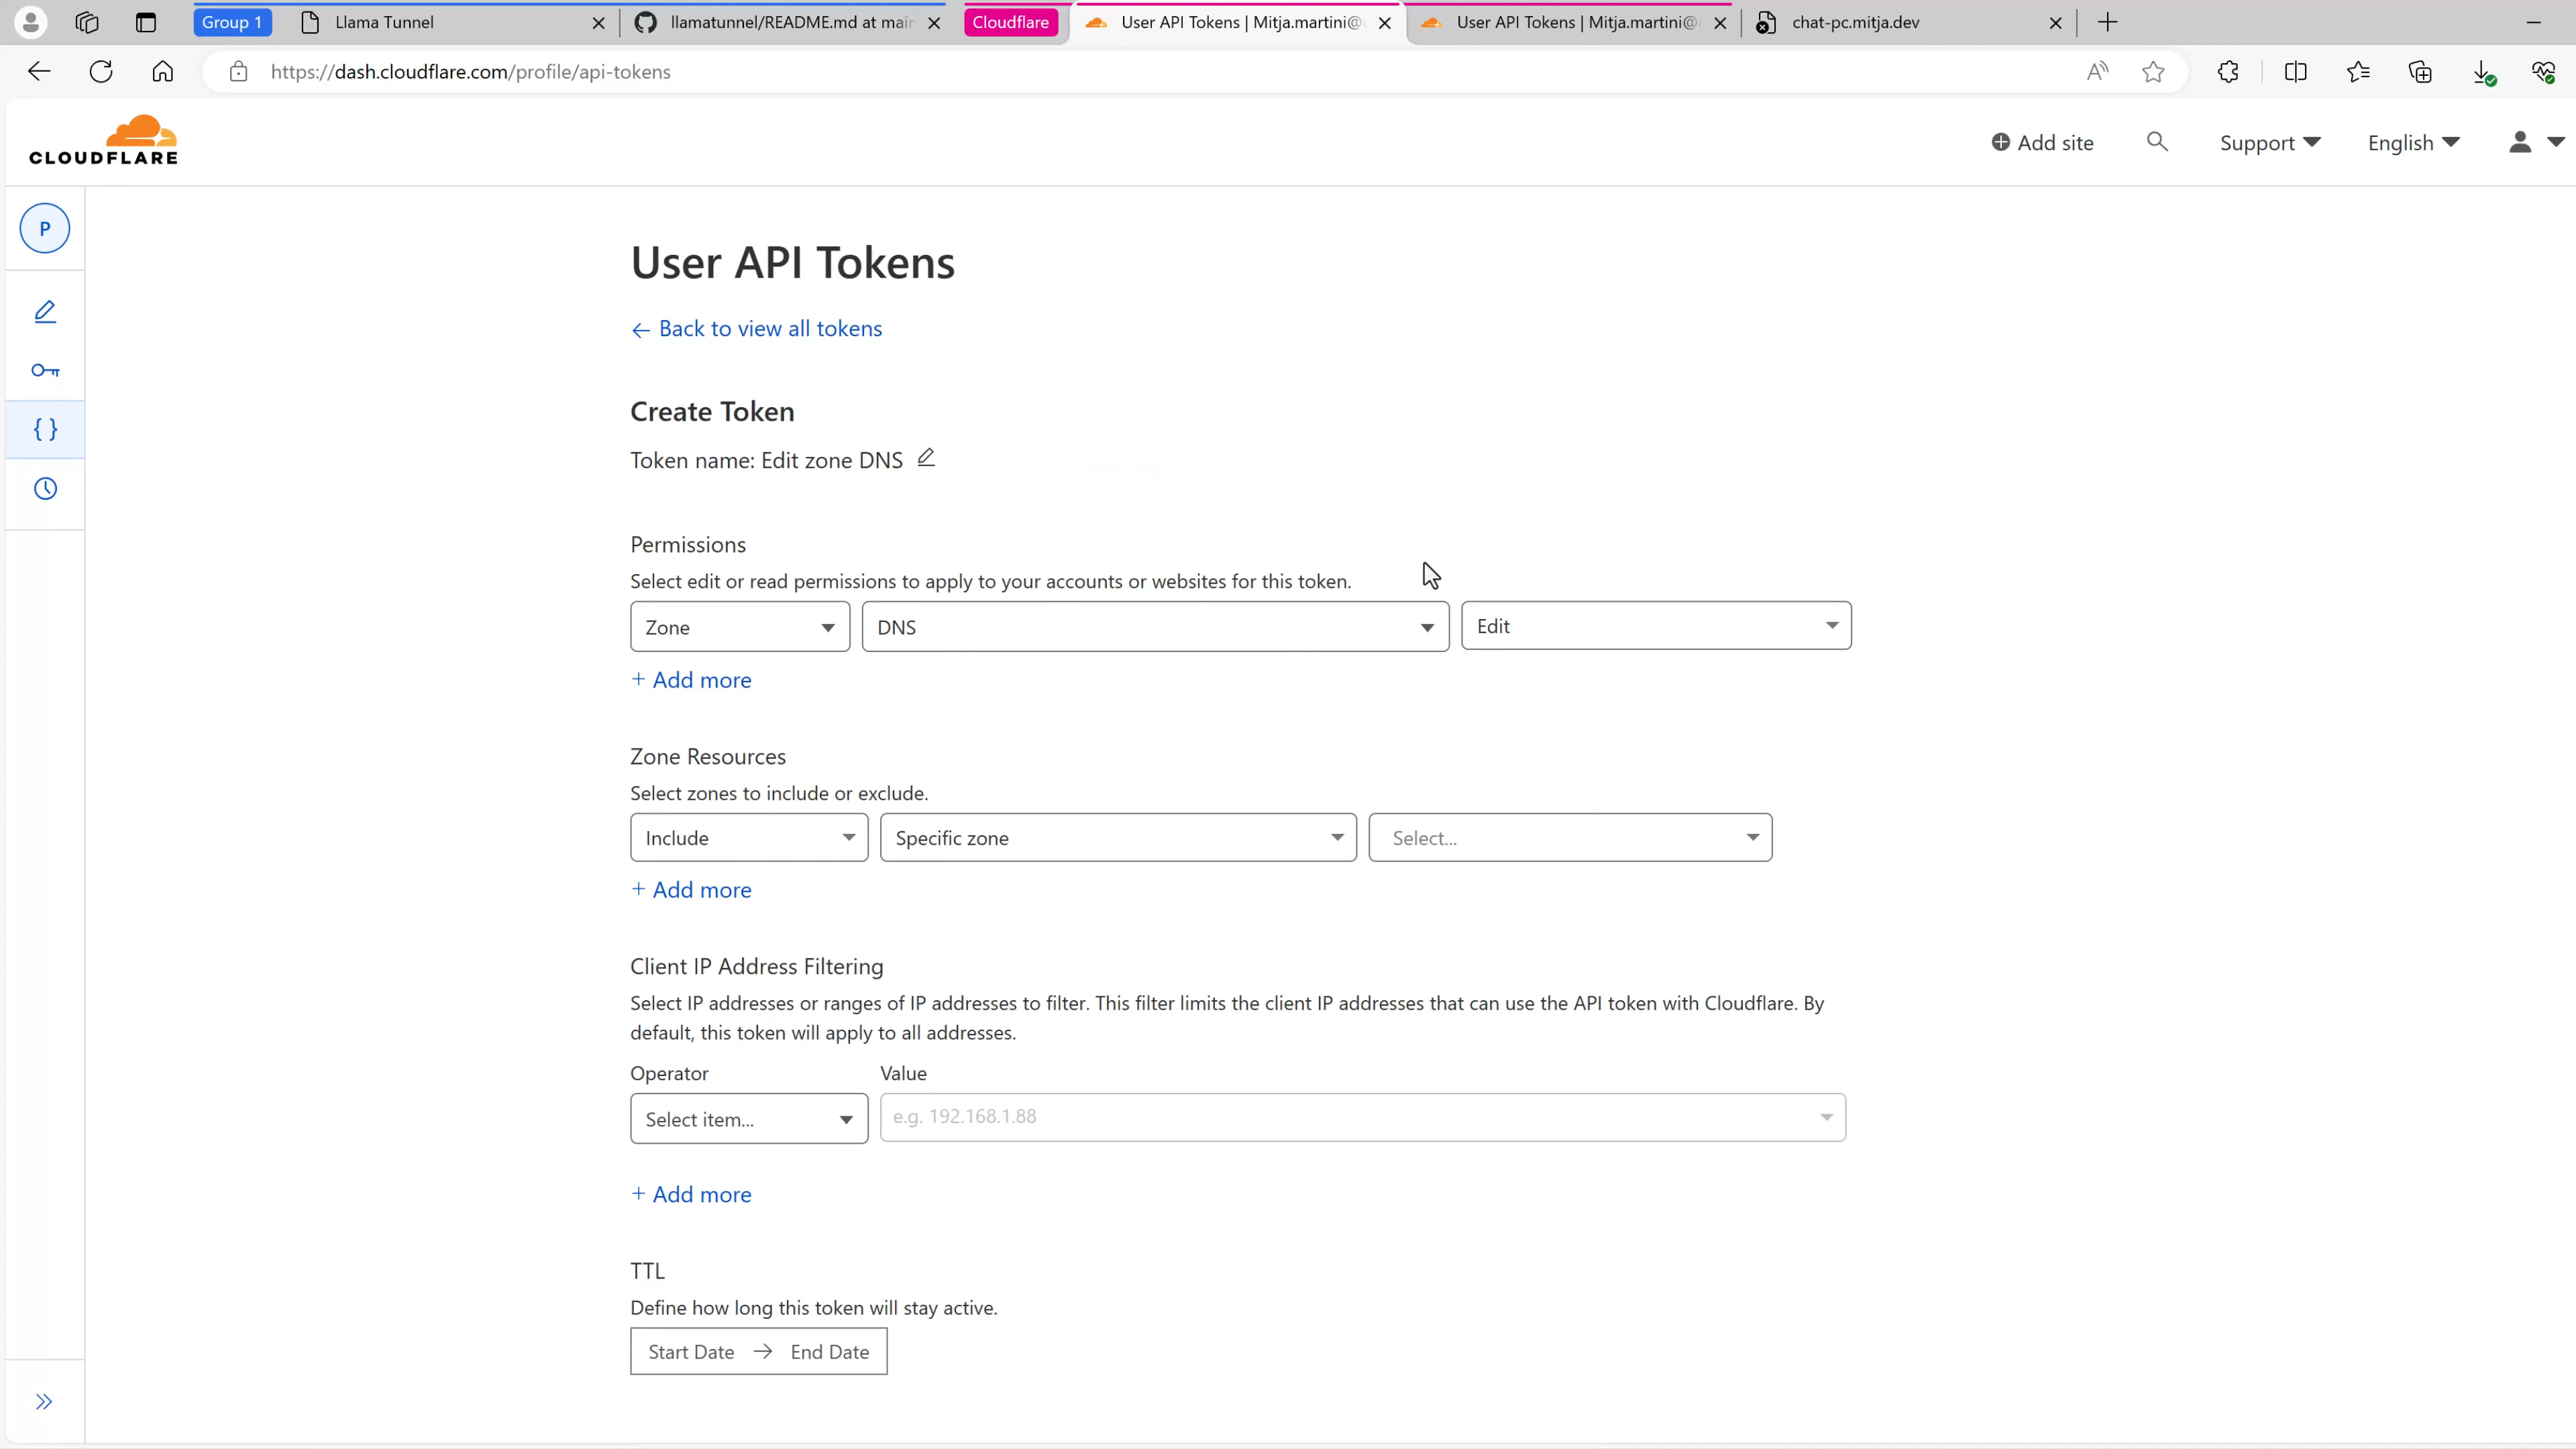 Group 1
Llama Tunnel
llamatunnel/README.md at main
Cloudflare
User API Tokens | Mitja.martini@
User API Tokens | Mitja.martini@
chat-pc.mitja.dev
https://dash.cloudflare.com/profile/api-tokens
CLOUDFLARE
Add site
Support
English
P
User API Tokens
← Back to view all tokens
Create Token
Token name: Edit zone DNS
Permissions
Select edit or read permissions to apply to your accounts or websites for this token.
Zone
DNS
Edit
+ Add more
Zone Resources
Select zones to include or exclude.
Include
Specific zone
Select...
+ Add more
Client IP Address Filtering
Select IP addresses or ranges of IP addresses to filter. This filter limits the client IP addresses that can use the API token with Cloudflare. By
default, this token will apply to all addresses.
Operator
Value
Select item...
e.g. 192.168.1.88
+ Add more
TTL
Define how long this token will stay active.
Start Date → End Date